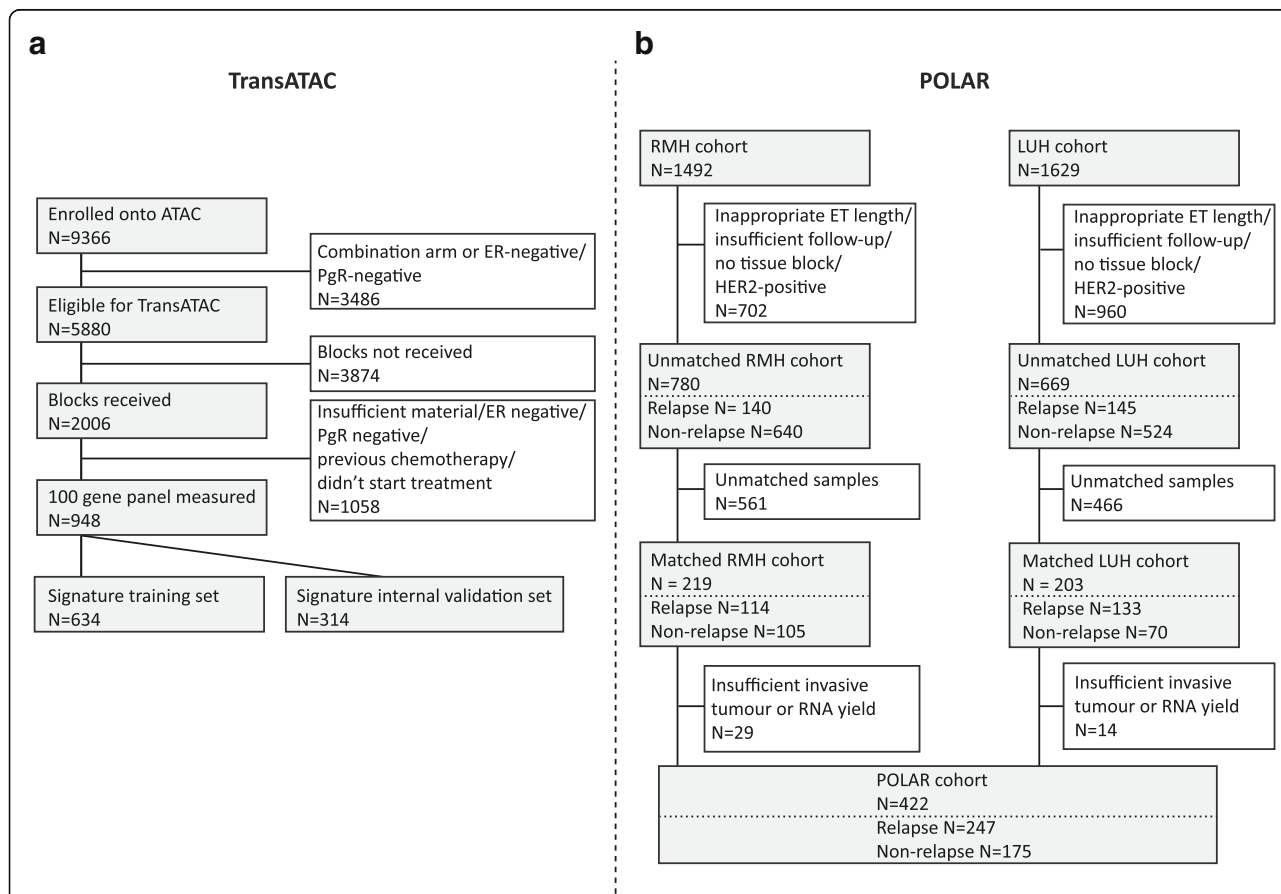 a
TransATAC
Enrolled onto ATAC
N=9366
Combination arm or ER-negative/
PgR-negative
N=3486
Eligible for TransATAC
N=5880
Blocks not received
N=3874
Blocks received
N=2006
Insufficient material/ER negative/
PgR negative/
previous chemotherapy/
didn't start treatment
N=1058
100 gene panel measured
N=948
Signature training set
N=634
Signature internal validation set
N=314
b
POLAR
RMH cohort
N=1492
Inappropriate ET length/
insufficient follow-up/
no tissue block/
HER2-positive
N=702
Unmatched RMH cohort
N=780
Relapse N= 140
Non-relapse N=640
Unmatched samples
N=561
Matched RMH cohort
N = 219
Relapse N=114
Non-relapse N=105
Insufficient invasive
tumour or RNA yield
N=29
LUH cohort
N=1629
Inappropriate ET length/
insufficient follow-up/
no tissue block/
HER2-positive
N=960
Unmatched LUH cohort
N=669
Relapse N=145
Non-relapse N=524
Unmatched samples
N=466
Matched LUH cohort
N = 203
Relapse N=133
Non-relapse N=70
Insufficient invasive
tumour or RNA yield
N=14
POLAR cohort
N=422
Relapse N=247
Non-relapse N=175